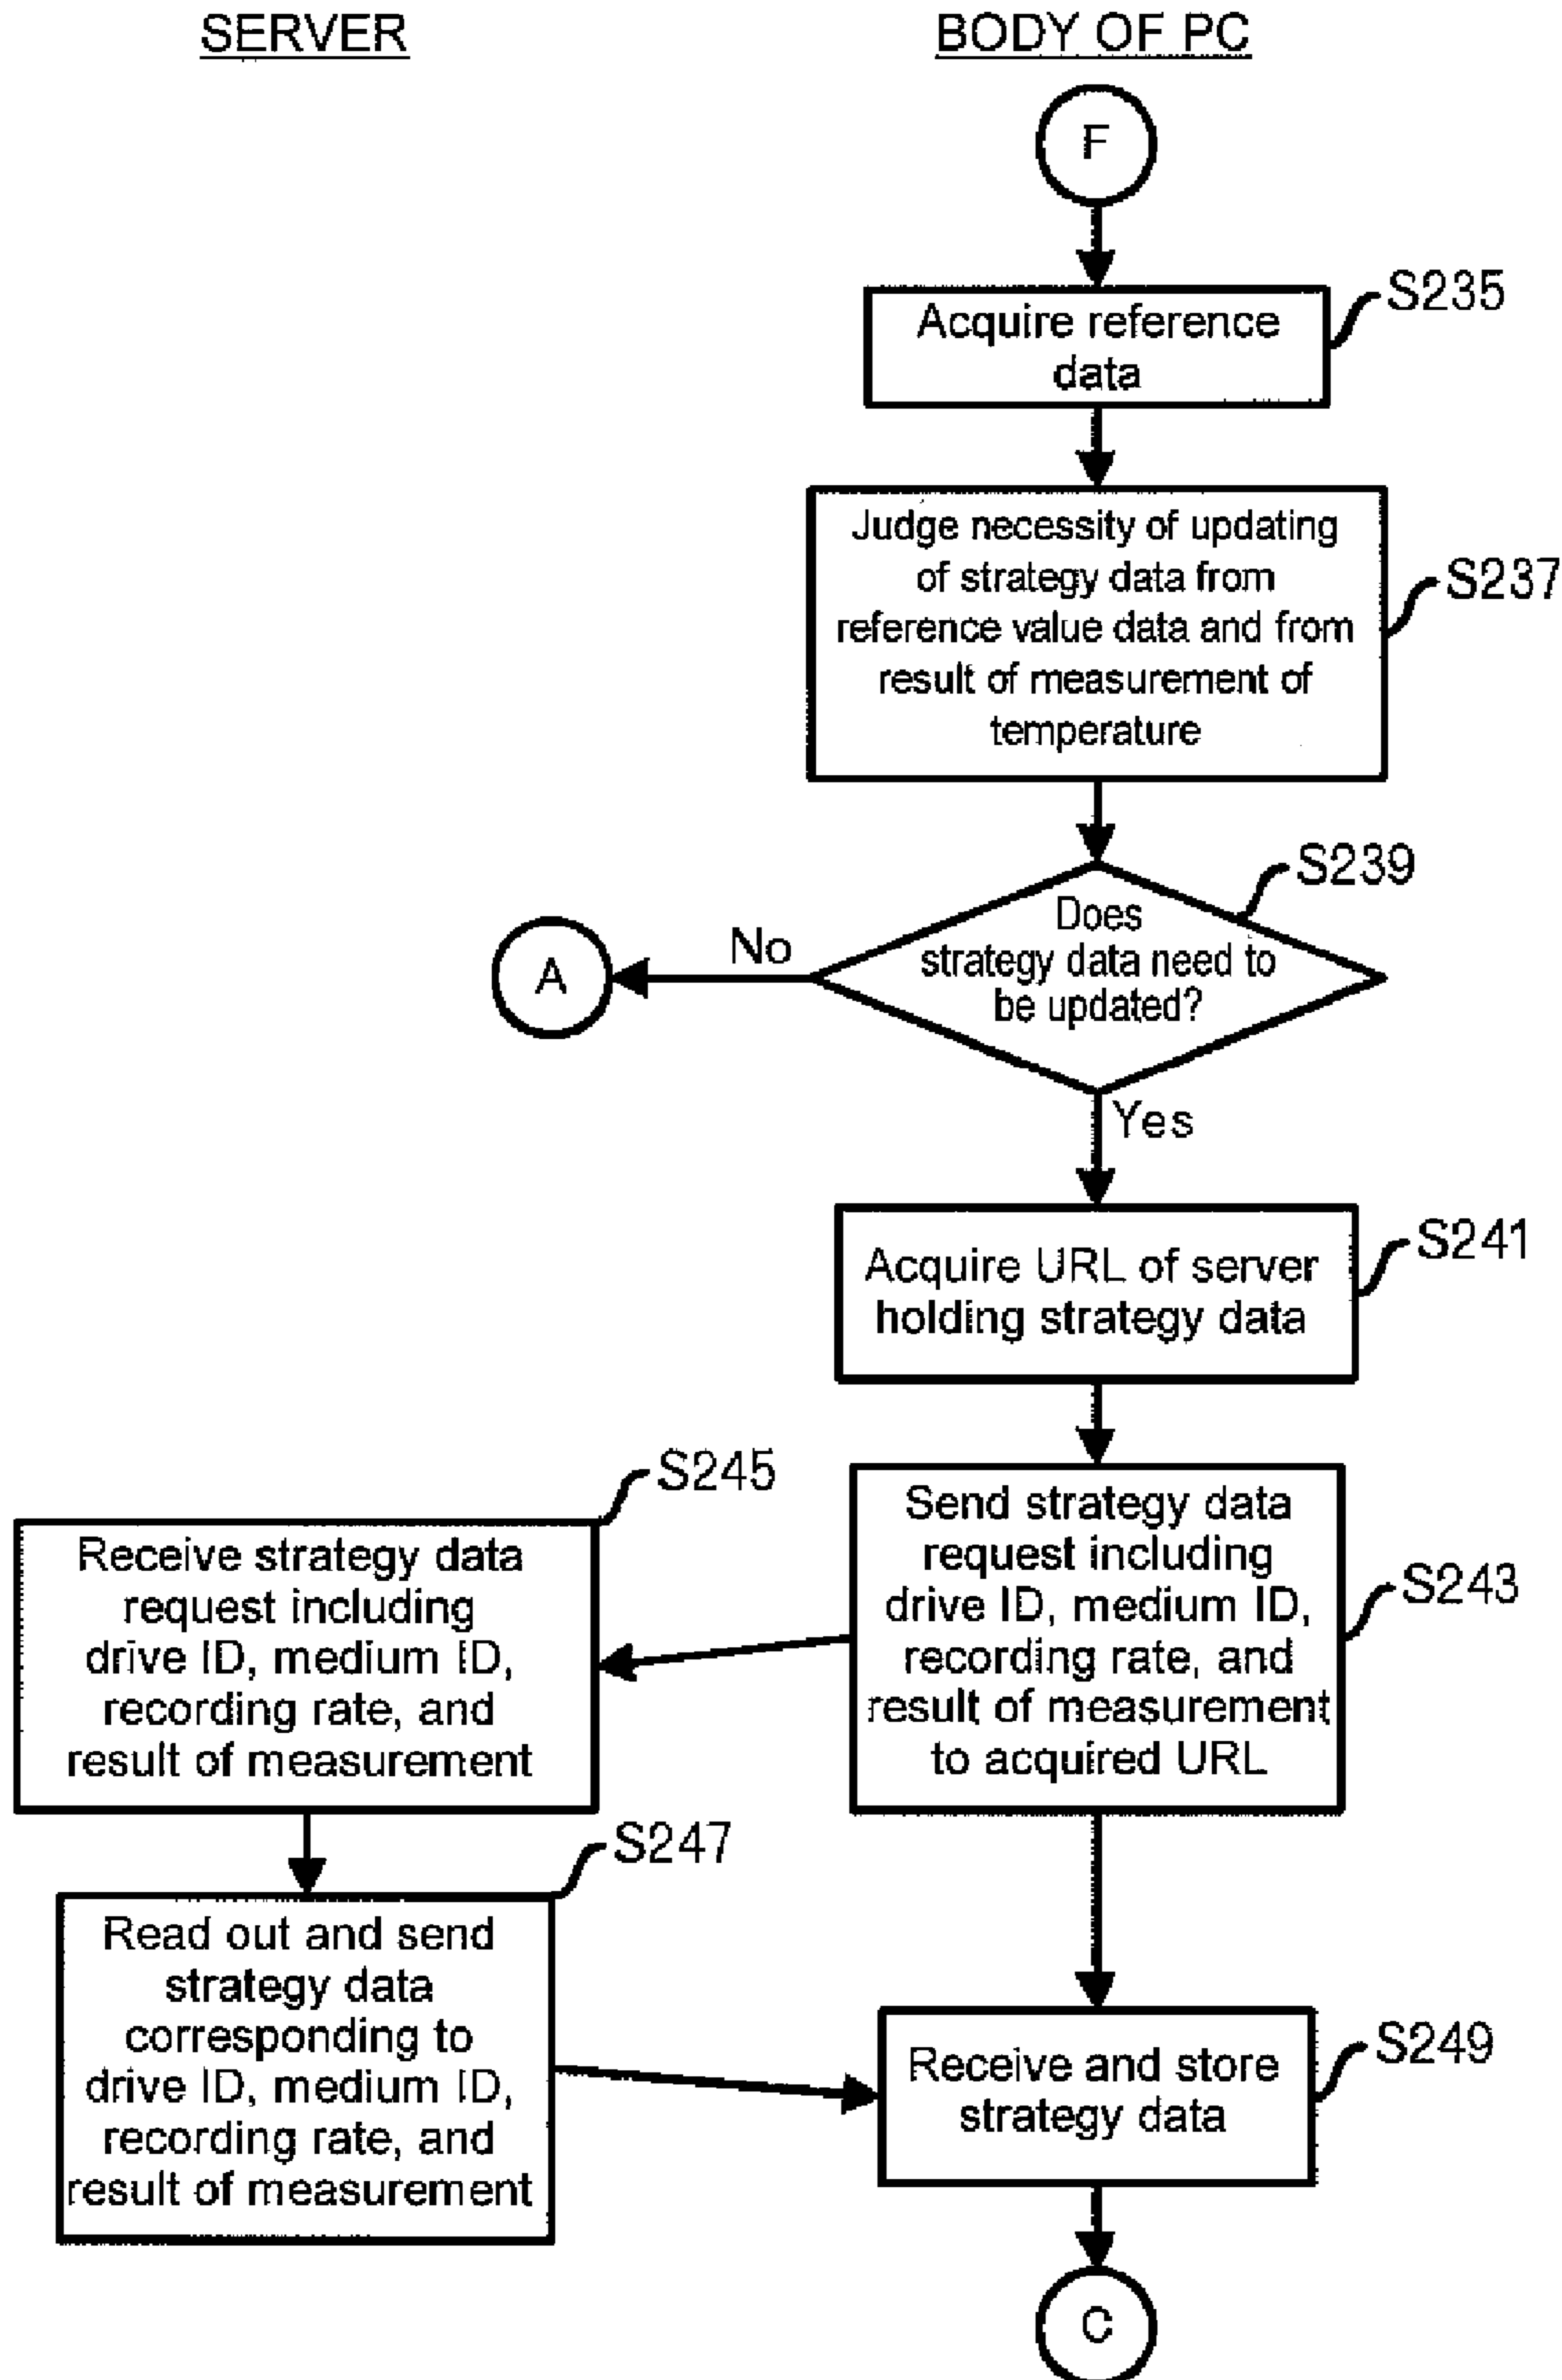 SERVER
BODY OF PC
F
S235
Acquire reference
data
Judge necessity of updating
of strategy data from
reference value data and from
result of measurement of
temperature
S237
S239
Does
strategy data need to
be updated?
No
A
Yes
Acquire URL of server
holding strategy data
S241
S245
Receive strategy data
request including
drive ID, medium ID,
recording rate, and
result of measurement
Send strategy data
request including
drive ID, medium ID,
recording rate, and
result of measurement
to acquired URL
S243
S247
Read out and send
strategy data
corresponding to
drive ID, medium ID,
recording rate, and
result of measurement
Receive and store
strategy data
S249
C